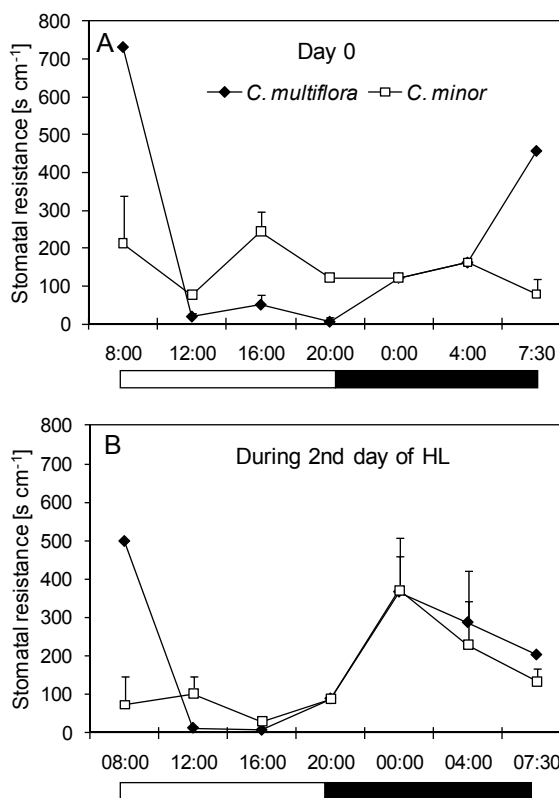 A
Day 0
C. multiflora C. minor
Stomatal resistance [s cm⁻¹]
800
700
600
500
400
300
200
100
0
8:00 12:00 16:00 20:00 0:00 4:00 7:30
B
During 2nd day of HL
Stomatal resistance [s cm⁻¹]
800
700
600
500
400
300
200
100
0
08:00 12:00 16:00 20:00 00:00 04:00 07:30